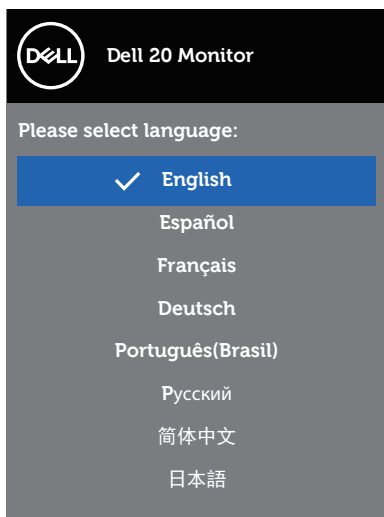 DELL
Dell 20 Monitor
Please select language:
English
Español
Français
Deutsch
Português(Brasil)
Русский
简体中文
日本語